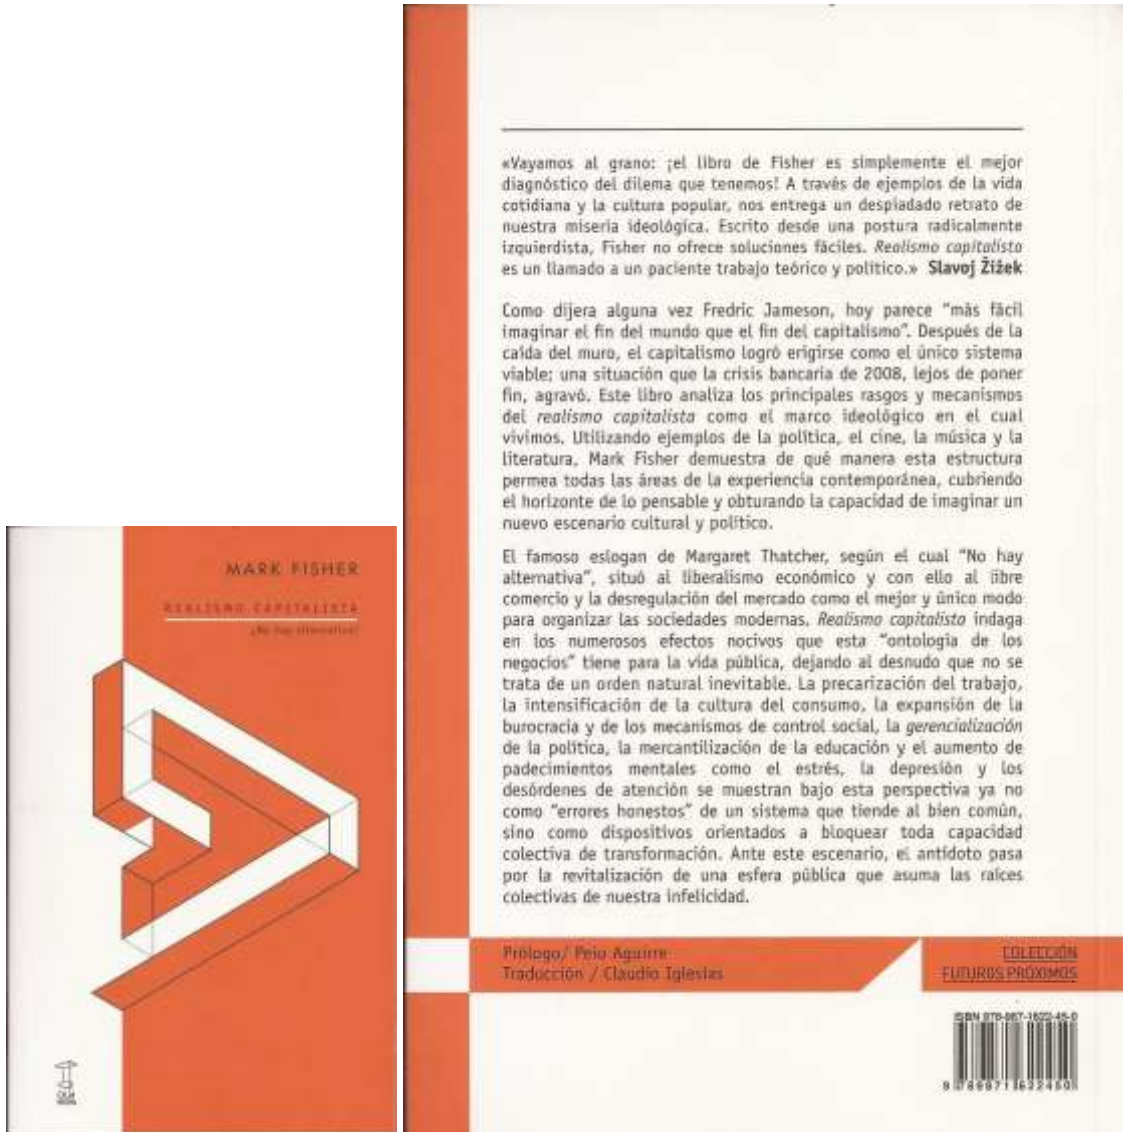 MARK FISHER
REALISMO CAPITALISTA
¿No hay alternativa?
CAJA
NEGRA
«Vayamos al grano: ¡el libro de Fisher es simplemente el mejor
diagnóstico del dilema que tenemos! A través de ejemplos de la vida
cotidiana y la cultura popular, nos entrega un despiadado retrato de
nuestra miseria ideológica. Escrito desde una postura radicalmente
izquierdista, Fisher no ofrece soluciones fáciles. Realismo capitalista
es un llamado a un paciente trabajo teórico y político.» Slavoj Žižek
Como dijera alguna vez Fredric Jameson, hoy parece "más fácil
imaginar el fin del mundo que el fin del capitalismo". Después de la
caída del muro, el capitalismo logró erigirse como el único sistema
viable; una situación que la crisis bancaria de 2008, lejos de poner
fin, agravó. Este libro analiza los principales rasgos y mecanismos
del realismo capitalista como el marco ideológico en el cual
vivimos. Utilizando ejemplos de la política, el cine, la música y la
literatura, Mark Fisher demuestra de qué manera esta estructura
permea todas las áreas de la experiencia contemporánea, cubriendo
el horizonte de lo pensable y obturando la capacidad de imaginar un
nuevo escenario cultural y político.
El famoso eslogan de Margaret Thatcher, según el cual "No hay
alternativa", situó al liberalismo económico y con ello al libre
comercio y la desregulación del mercado como el mejor y único modo
para organizar las sociedades modernas. Realismo capitalista indaga
en los numerosos efectos nocivos que esta "ontología de los
negocios" tiene para la vida pública, dejando al desnudo que no se
trata de un orden natural inevitable. La precarización del trabajo,
la intensificación de la cultura del consumo, la expansión de la
burocracia y de los mecanismos de control social, la gerencialización
de la política, la mercantilización de la educación y el aumento de
padecimientos mentales como el estrés, la depresión y los
desórdenes de atención se muestran bajo esta perspectiva ya no
como "errores honestos" de un sistema que tiende al bien común,
sino como dispositivos orientados a bloquear toda capacidad
colectiva de transformación. Ante este escenario, el antídoto pasa
por la revitalización de una esfera pública que asuma las raíces
colectivas de nuestra infelicidad.
Prólogo/ Peio Aguirre
Traducción / Claudio Iglesias
COLECCIÓN
FUTUROS PRÓXIMOS
ISBN 978-987-1622-45-0
9 789871 622450